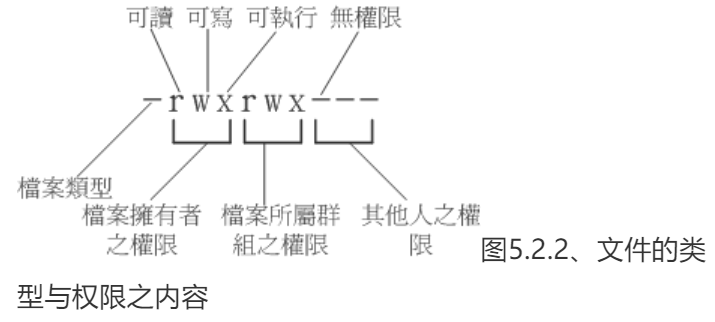 可讀 可寫 可執行 無權限
-rwxrwx---
檔案類型
檔案擁有者 檔案所屬群 其他人之權
之權限 組之權限 限
图5.2.2、文件的类
型与权限之内容